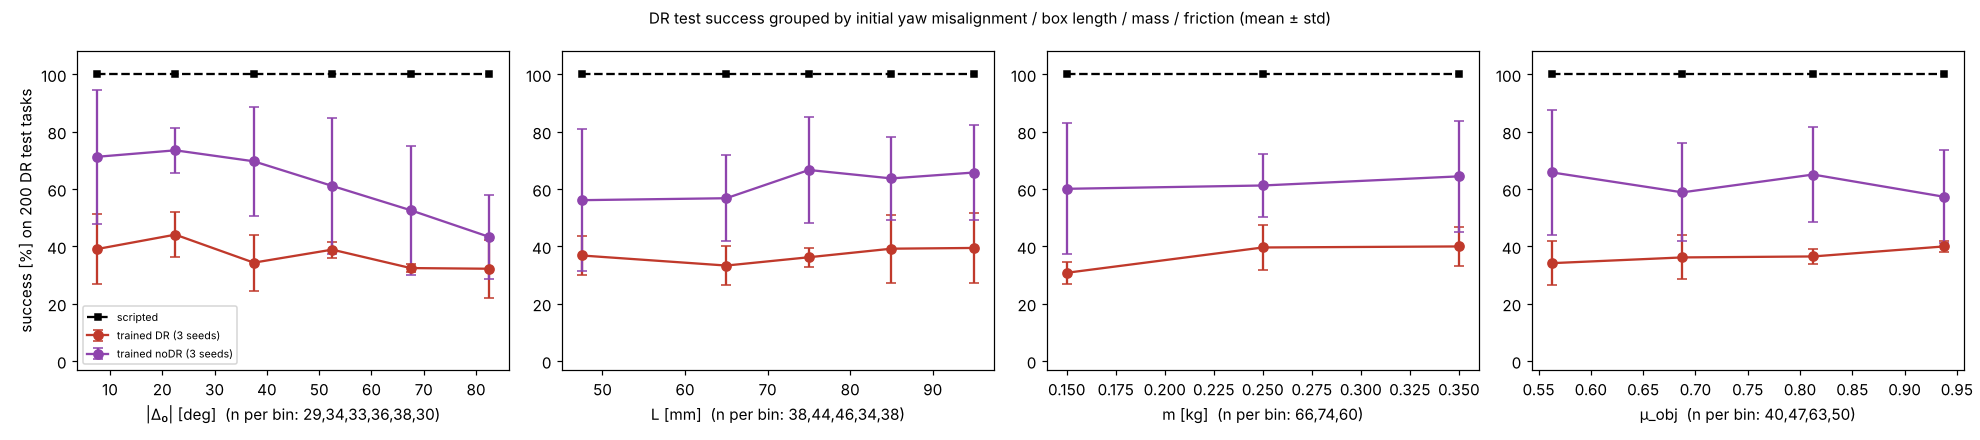 DR test success grouped by initial yaw misalignment / box length / mass / friction (mean ± std)
success [%] on 200 DR test tasks
100
80
60
40
20
0
scripted
trained DR (3 seeds)
trained noDR (3 seeds)
10 20 30 40 50 60 70 80
|Δ₀| [deg]  (n per bin: 29,34,33,36,38,30)
100
80
60
40
20
0
50 60 70 80 90
L [mm]  (n per bin: 38,44,46,34,38)
100
80
60
40
20
0
0.150 0.175 0.200 0.225 0.250 0.275 0.300 0.325 0.350
m [kg]  (n per bin: 66,74,60)
100
80
60
40
20
0
0.55 0.60 0.65 0.70 0.75 0.80 0.85 0.90 0.95
μ_obj  (n per bin: 40,47,63,50)